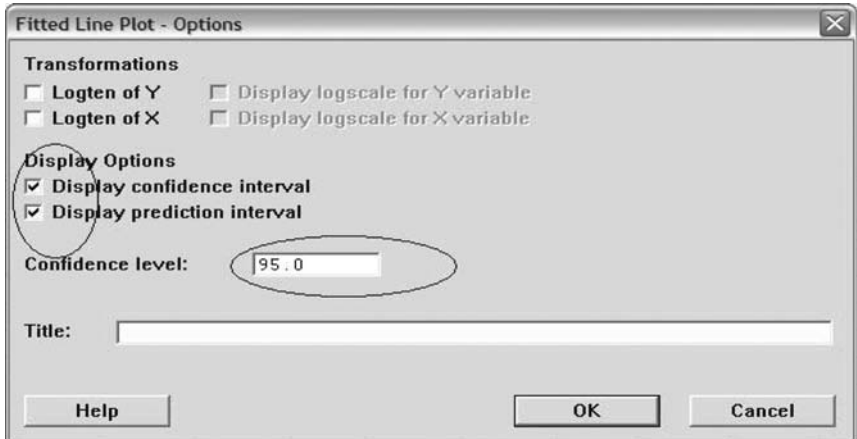 Fitted Line Plot - Options
Transformations
Logten of Y Display logscale for Y variable
Logten of X Display logscale for X variable
Display Options
Display confidence interval
Display prediction interval
Confidence level: 95.0
Title:
Help OK Cancel